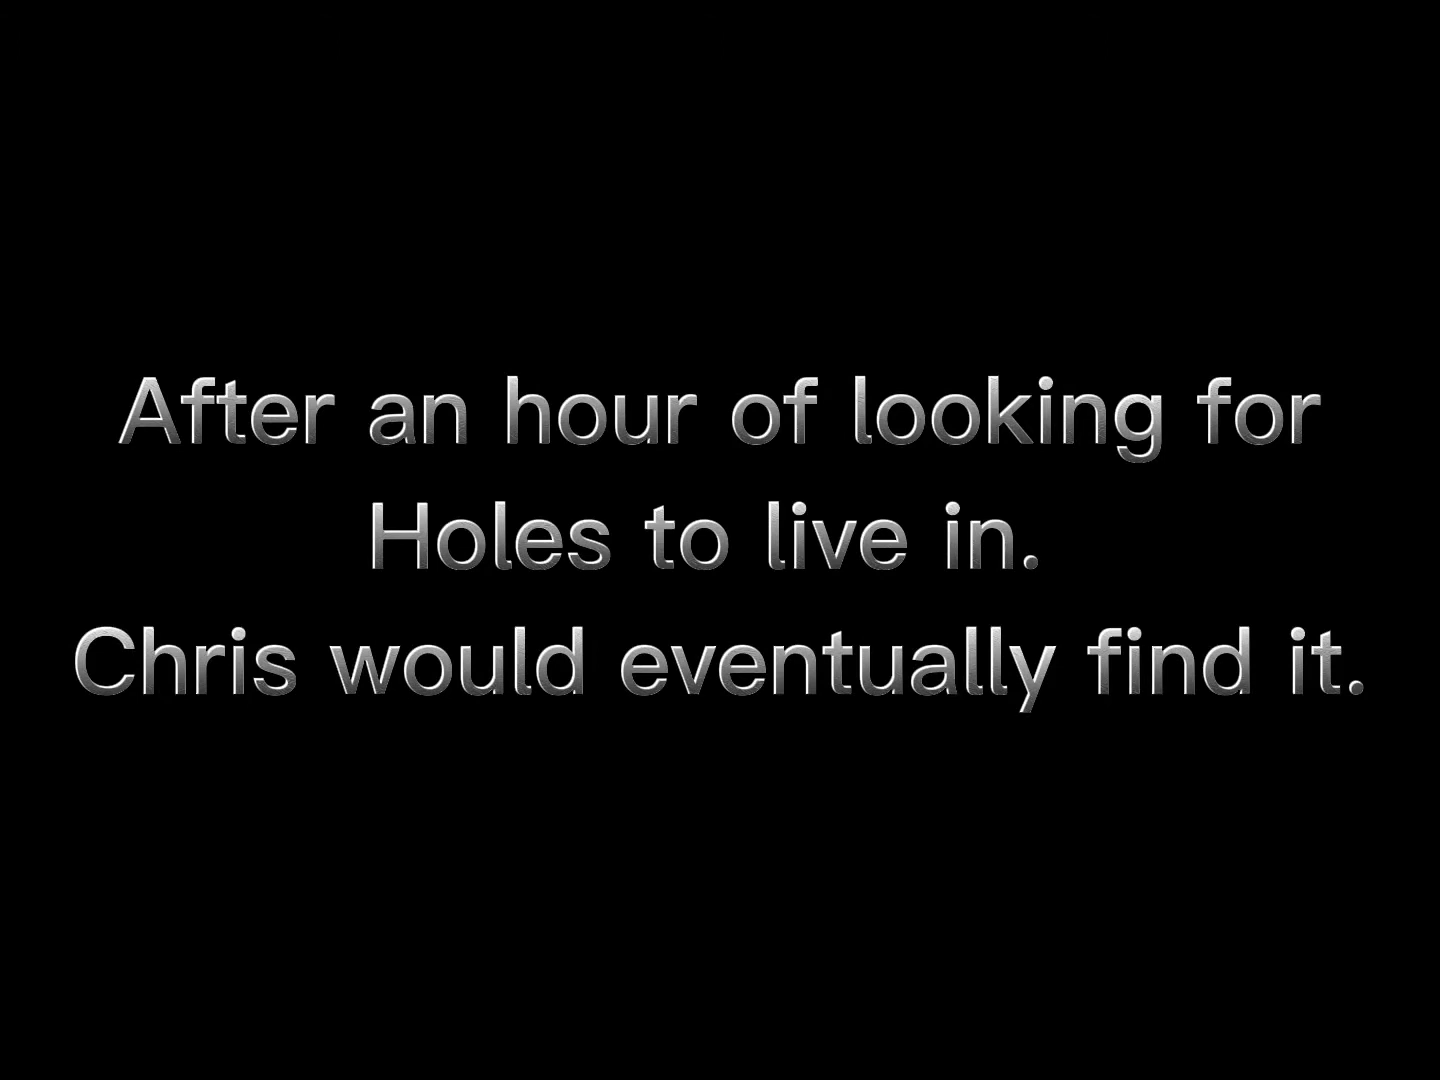 After an hour of looking for
Holes to live in.
Chris would eventually find it.